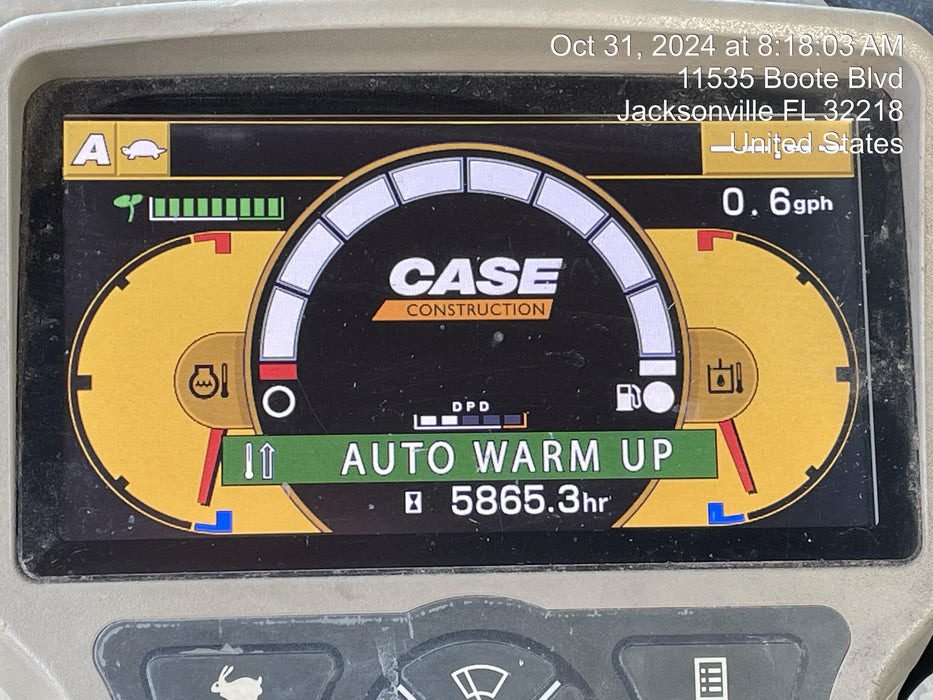 Oct 31, 2024 at 8:18:03 AM
11535 Boote Blvd
Jacksonville FL 32218
United States
A
0.6gph
CASE
CONSTRUCTION
DPD
AUTO WARM UP
5865.3hr